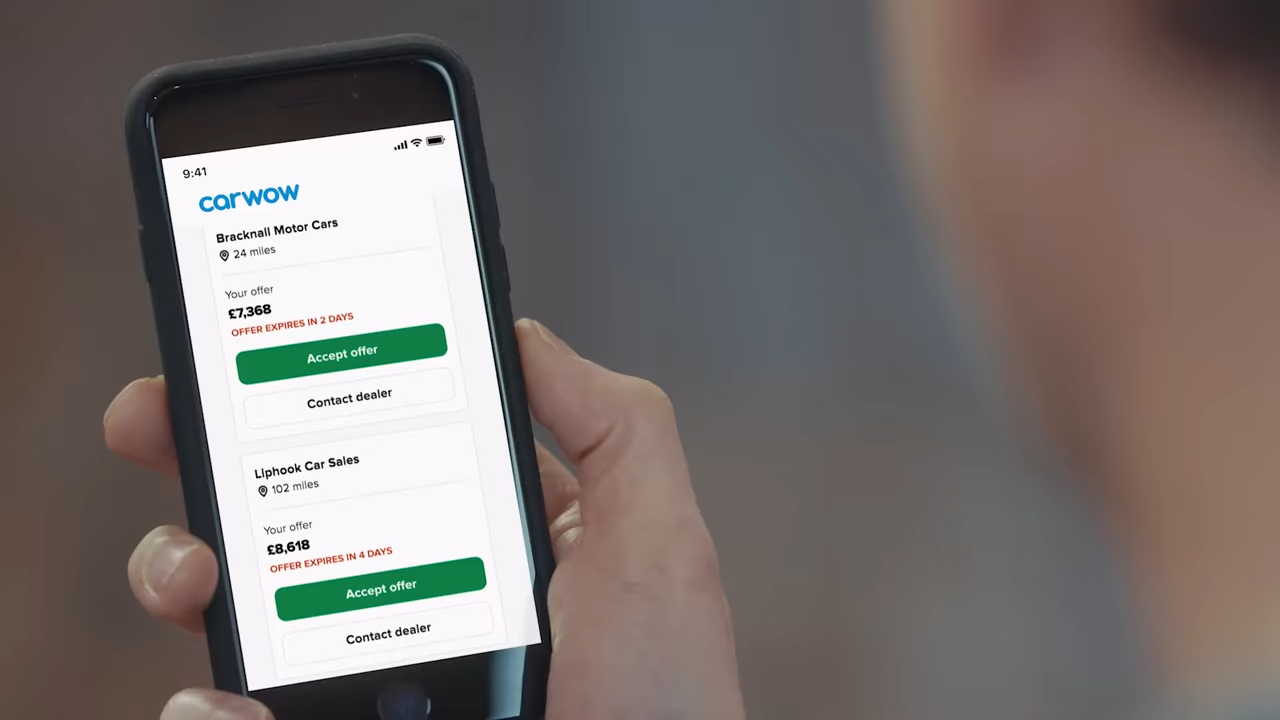 9:41
carwow
Bracknall Motor Cars
24 miles
Your offer
£7,368
OFFER EXPIRES IN 2 DAYS
Accept offer
Contact dealer
Liphook Car Sales
102 miles
Your offer
£8,618
OFFER EXPIRES IN 4 DAYS
Accept offer
Contact dealer